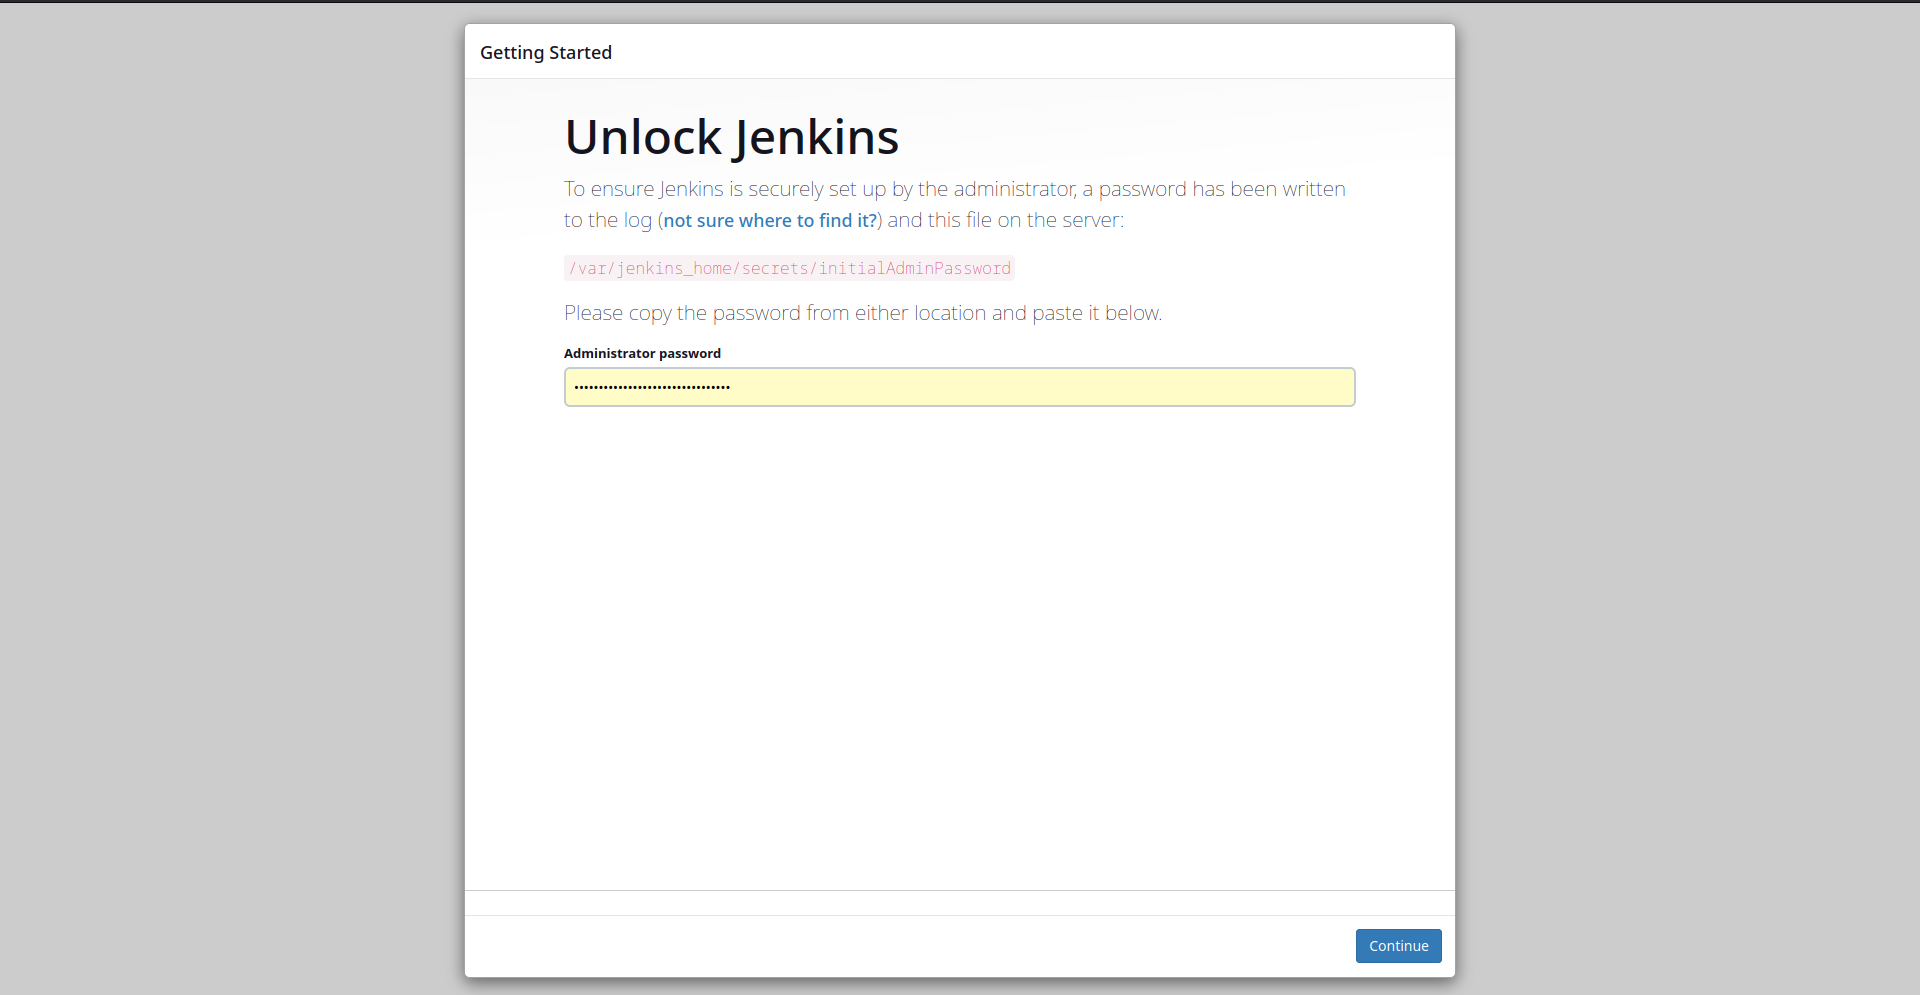 Getting Started
Unlock Jenkins
To ensure Jenkins is securely set up by the administrator, a password has been written
to the log (not sure where to find it?) and this file on the server:
/var/jenkins_home/secrets/initialAdminPassword
Please copy the password from either location and paste it below.
Administrator password
••••••••••••••••••••••••••••••••
Continue